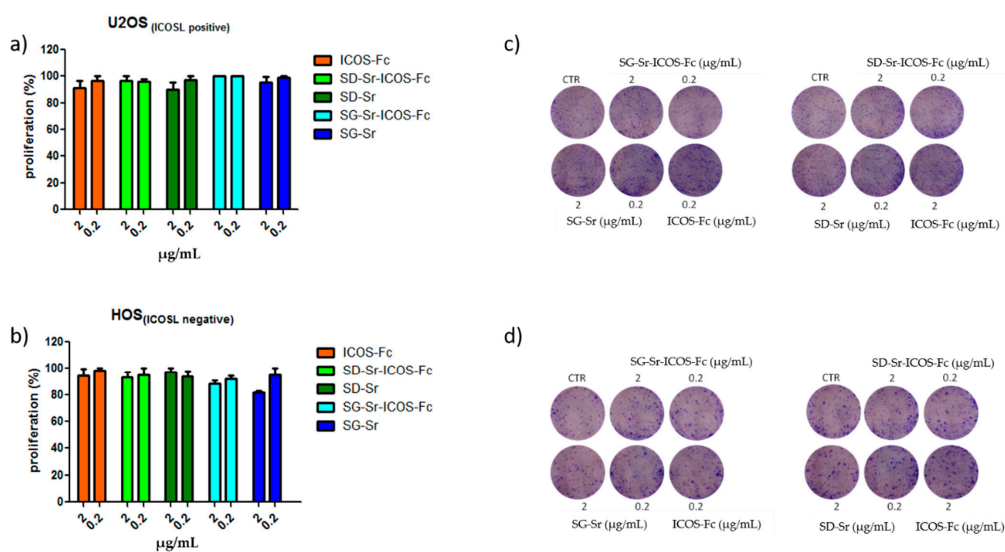 a)
U2OS (ICOSL positive)
proliferation (%)
120
100
80
60
40
20
0
2
0.2
2
0.2
2
0.2
2
0.2
2
0.2
µg/mL
ICOS-Fc
SD-Sr-ICOS-Fc
SD-Sr
SG-Sr-ICOS-Fc
SG-Sr
c)
SG-Sr-ICOS-Fc (µg/mL)
CTR 2 0.2
2 0.2 2
SG-Sr (µg/mL) ICOS-Fc (µg/mL)
SD-Sr-ICOS-Fc (µg/mL)
CTR 2 0.2
2 0.2 2
SD-Sr (µg/mL) ICOS-Fc (µg/mL)
b)
HOS (ICOSL negative)
proliferation (%)
120
100
80
60
40
20
0
2
0.2
2
0.2
2
0.2
2
0.2
2
0.2
µg/mL
ICOS-Fc
SD-Sr-ICOS-Fc
SD-Sr
SG-Sr-ICOS-Fc
SG-Sr
d)
SG-Sr-ICOS-Fc (µg/mL)
CTR 2 0.2
2 0.2 2
SG-Sr (µg/mL) ICOS-Fc (µg/mL)
SD-Sr-ICOS-Fc (µg/mL)
CTR 2 0.2
2 0.2 2
SD-Sr (µg/mL) ICOS-Fc (µg/mL)